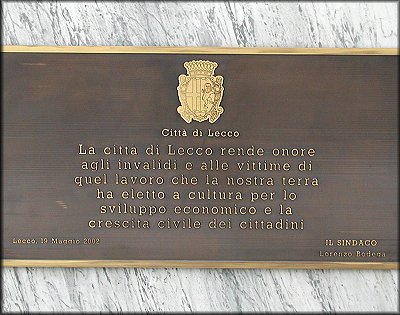 Città di Lecco
La città di Lecco rende onore
agli invalidi e alle vittime di
quel lavoro che la nostra terra
ha eletto a cultura per lo
sviluppo economico e la
crescita civile dei cittadini
Lecco, 19 Maggio 2002
IL SINDACO
Lorenzo Bodega